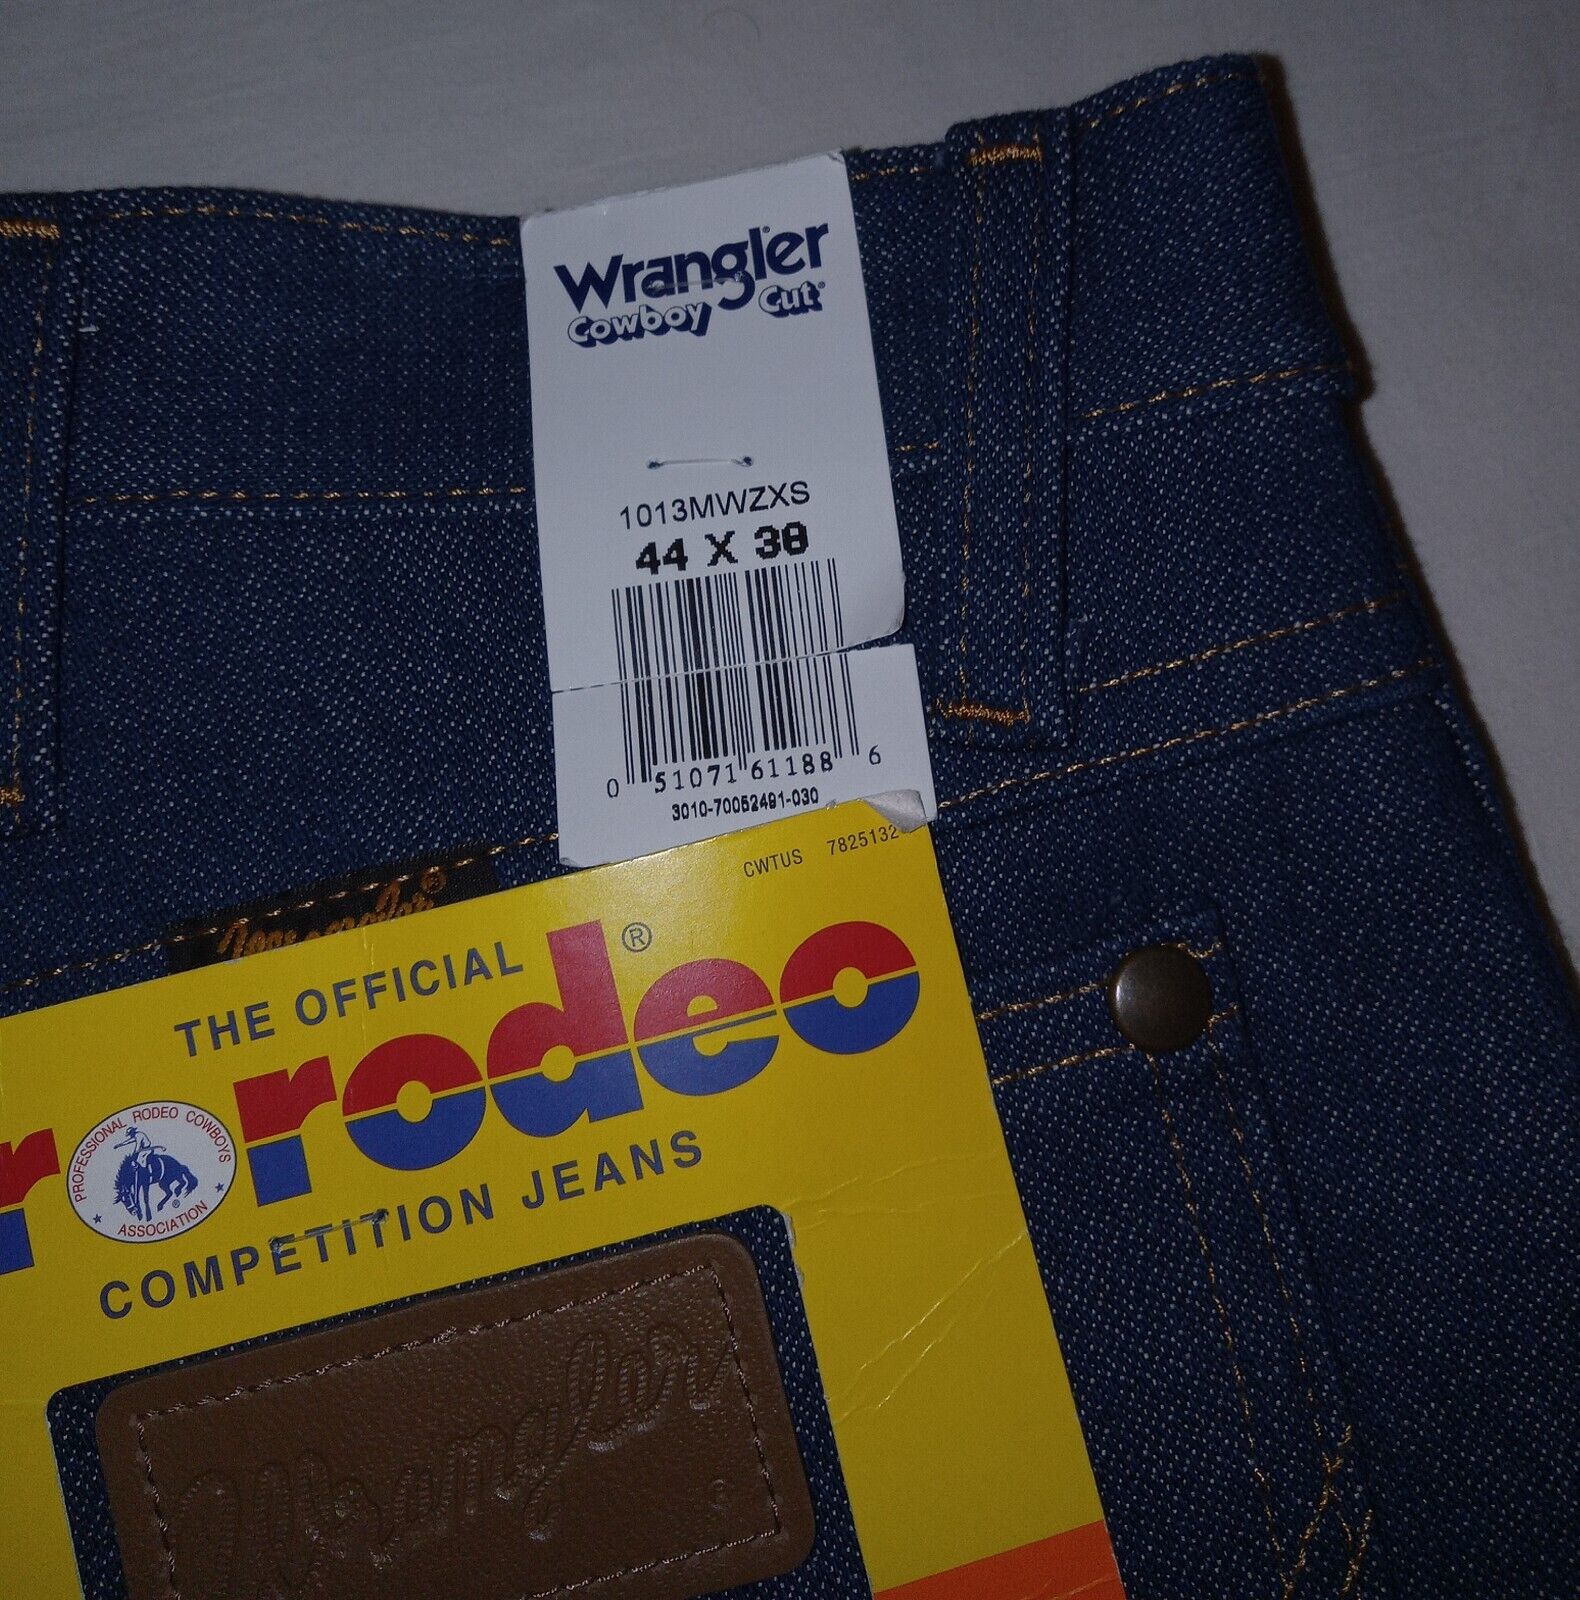 Wrangler
Cowboy Cut®
1013MWZXS
44 X 38
0 51071 61188 6
3010-70052491-030
CWTUS 7825132
THE OFFICIAL
r rodeo®
PROFESSIONAL RODEO COWBOYS
ASSOCIATION
®
COMPETITION JEANS
Wrangler